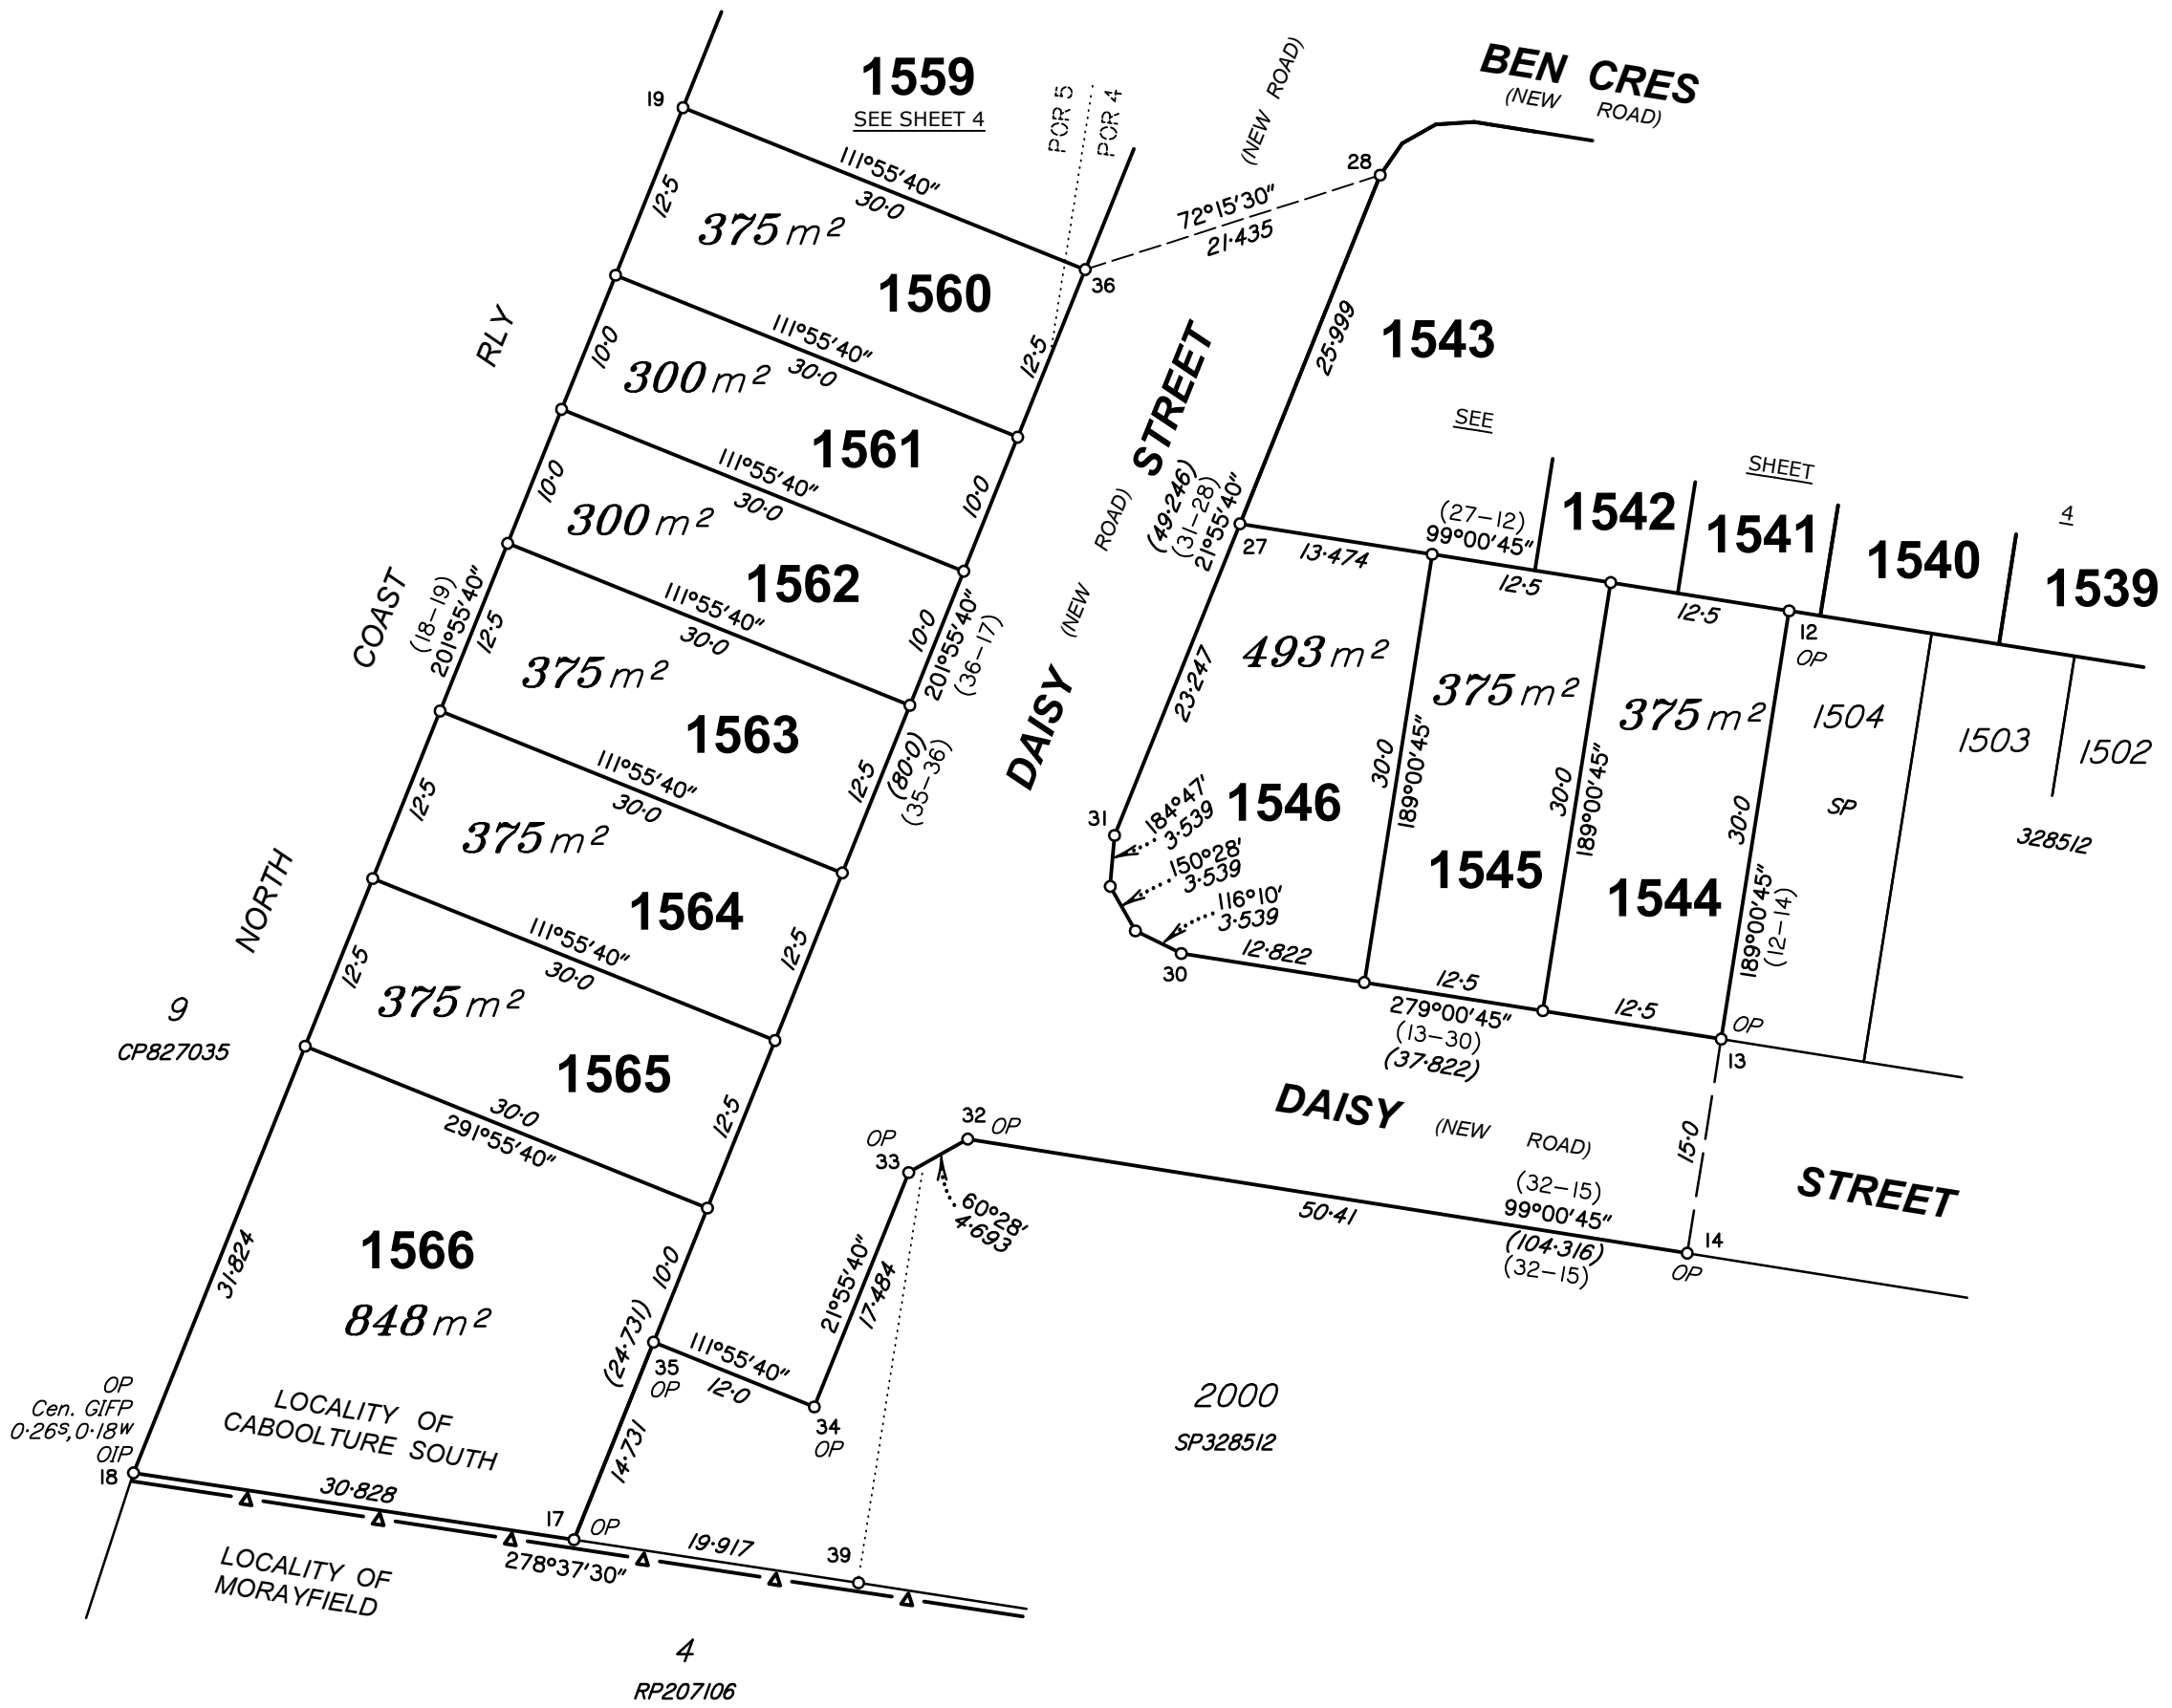 1559
SEE SHEET 4
POR 5
POR 4
(NEW ROAD)
BEN CRES
(NEW ROAD)
19
28
111°55′40″
30·0
12·5
375 m²
1560
72°15′30″
21·435
36
12·5
25·999
1543
SEE
SHEET
4
RLY
10·0
111°55′40″
30·0
300 m²
1561
10·0
STREET
(NEW ROAD)
(49·246)
(31–28)
21°55′40″
10·0
111°55′40″
30·0
300 m²
1562
10·0
(27–12)
99°00′45″
1542
1541
1540
1539
27
13·474
12·5
12·5
12
OP
COAST
(18–19)
201°55′40″
12·5
111°55′40″
30·0
375 m²
1563
201°55′40″
(36–17)
12·5
(80·0)
(35–36)
DAISY
23·247
493 m²
375 m²
375 m²
1504
1503
1502
SP
328512
12·5
111°55′40″
30·0
375 m²
1564
12·5
31
184°47′
3·539
150°28′
3·539
116°10′
3·539
1546
30·0
189°00′45″
1545
30·0
189°00′45″
1544
30·0
189°00′45″
(12–14)
NORTH
12·5
111°55′40″
30·0
375 m²
1565
12·5
30
12·822
12·5
12·5
OP
13
279°00′45″
(13–30)
(37·822)
9
CP827035
30·0
291°55′40″
DAISY
(NEW ROAD)
STREET
15·0
32
OP
OP
33
60°28′
4·693
50·41
(32–15)
99°00′45″
(104·316)
(32–15)
14
OP
31·824
1566
848 m²
10·0
(24·731)
21°55′40″
17·484
35
OP
111°55′40″
12·0
34
OP
2000
SP328512
OP
Cen. GIFP
0·26s,0·18w
OIP
18
LOCALITY OF
CABOOLTURE SOUTH
14·731
30·828
17
OP
19·917
39
278°37′30″
LOCALITY OF
MORAYFIELD
4
RP207106